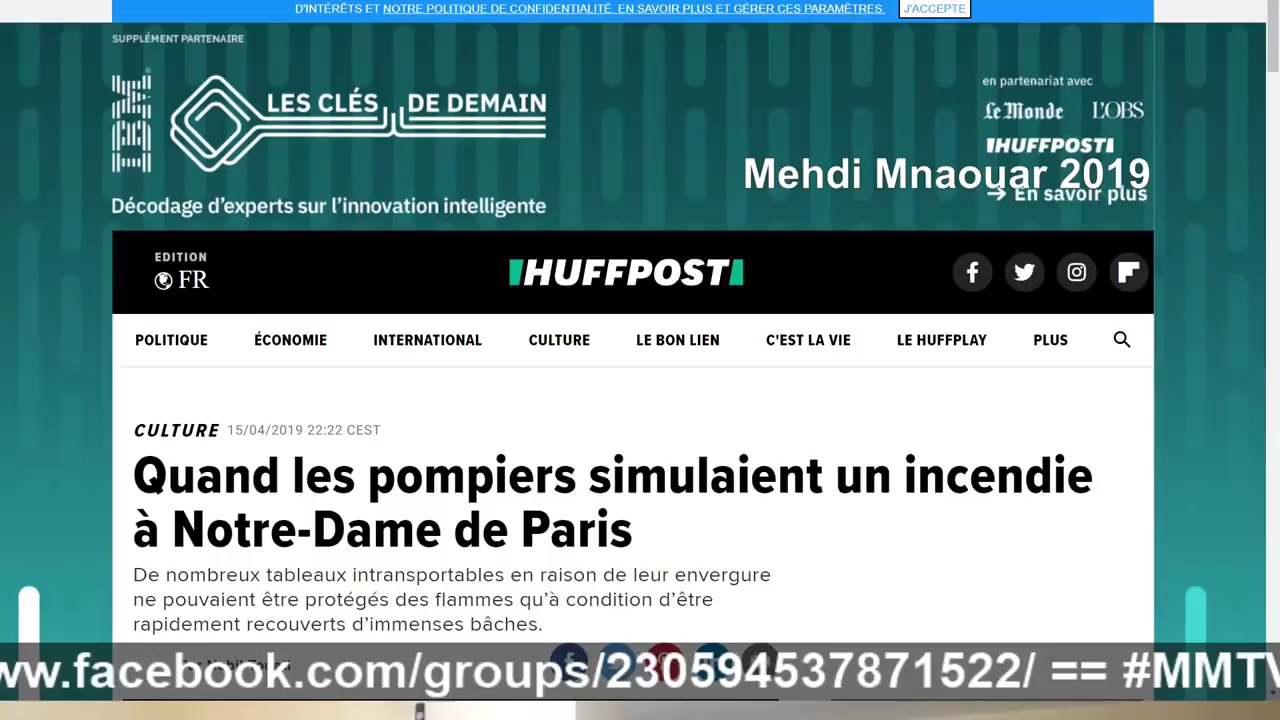 D'INTÉRÊTS ET NOTRE POLITIQUE DE CONFIDENTIALITÉ. EN SAVOIR PLUS ET GÉRER CES PARAMÈTRES. J'ACCEPTE
SUPPLÉMENT PARTENAIRE
IBM
LES CLÉS DE DEMAIN
Décodage d'experts sur l'innovation intelligente
en partenariat avec
Le Monde L'OBS
HUFFPOST
Mehdi Mnaouar 2019
→ En savoir plus
EDITION
FR
HUFFPOST
POLITIQUE ÉCONOMIE INTERNATIONAL CULTURE LE BON LIEN C'EST LA VIE LE HUFFPLAY PLUS
CULTURE 15/04/2019 22:22 CEST
Quand les pompiers simulaient un incendie
à Notre-Dame de Paris
De nombreux tableaux intransportables en raison de leur envergure
ne pouvaient être protégés des flammes qu'à condition d'être
rapidement recouverts d'immenses bâches.
ww.facebook.com/groups/230594537871522/ == #MMTV